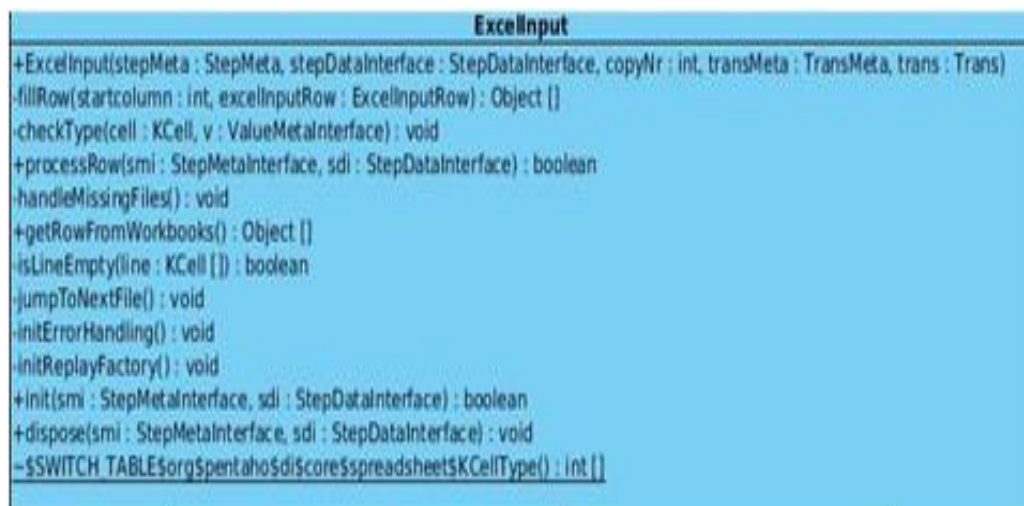 ExcelInput
+ExcelInput(stepMeta : StepMeta, stepDataInterface : StepDataInterface, copyNr : int, transMeta : TransMeta, trans : Trans)
-fillRow(startcolumn : int, excelInputRow : ExcelInputRow) : Object []
-checkType(cell : KCell, v : ValueMetaInterface) : void
+processRow(smi : StepMetaInterface, sdi : StepDataInterface) : boolean
-handleMissingFiles() : void
+getRowFromWorkbooks() : Object []
-isLineEmpty(line : KCell []) : boolean
-jumpToNextFile() : void
-initErrorHandling() : void
-initReplayFactory() : void
+init(smi : StepMetaInterface, sdi : StepDataInterface) : boolean
+dispose(smi : StepMetaInterface, sdi : StepDataInterface) : void
~$SWITCH_TABLE$org$pentaho$di$core$spreadsheet$KCellType() : int []